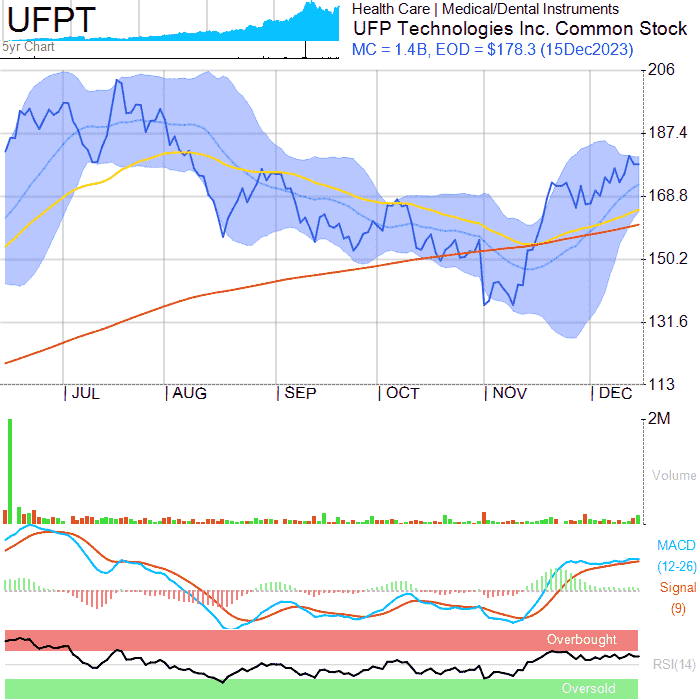 UFPT
5yr Chart
Health Care | Medical/Dental Instruments
UFP Technologies Inc. Common Stock
MC = 1.4B, EOD = $178.3 (15Dec2023)
206
187.4
168.8
150.2
131.6
113
JUL
AUG
SEP
OCT
NOV
DEC
2M
Volume
MACD
(12-26)
Signal
(9)
Overbought
RSI(14)
Oversold